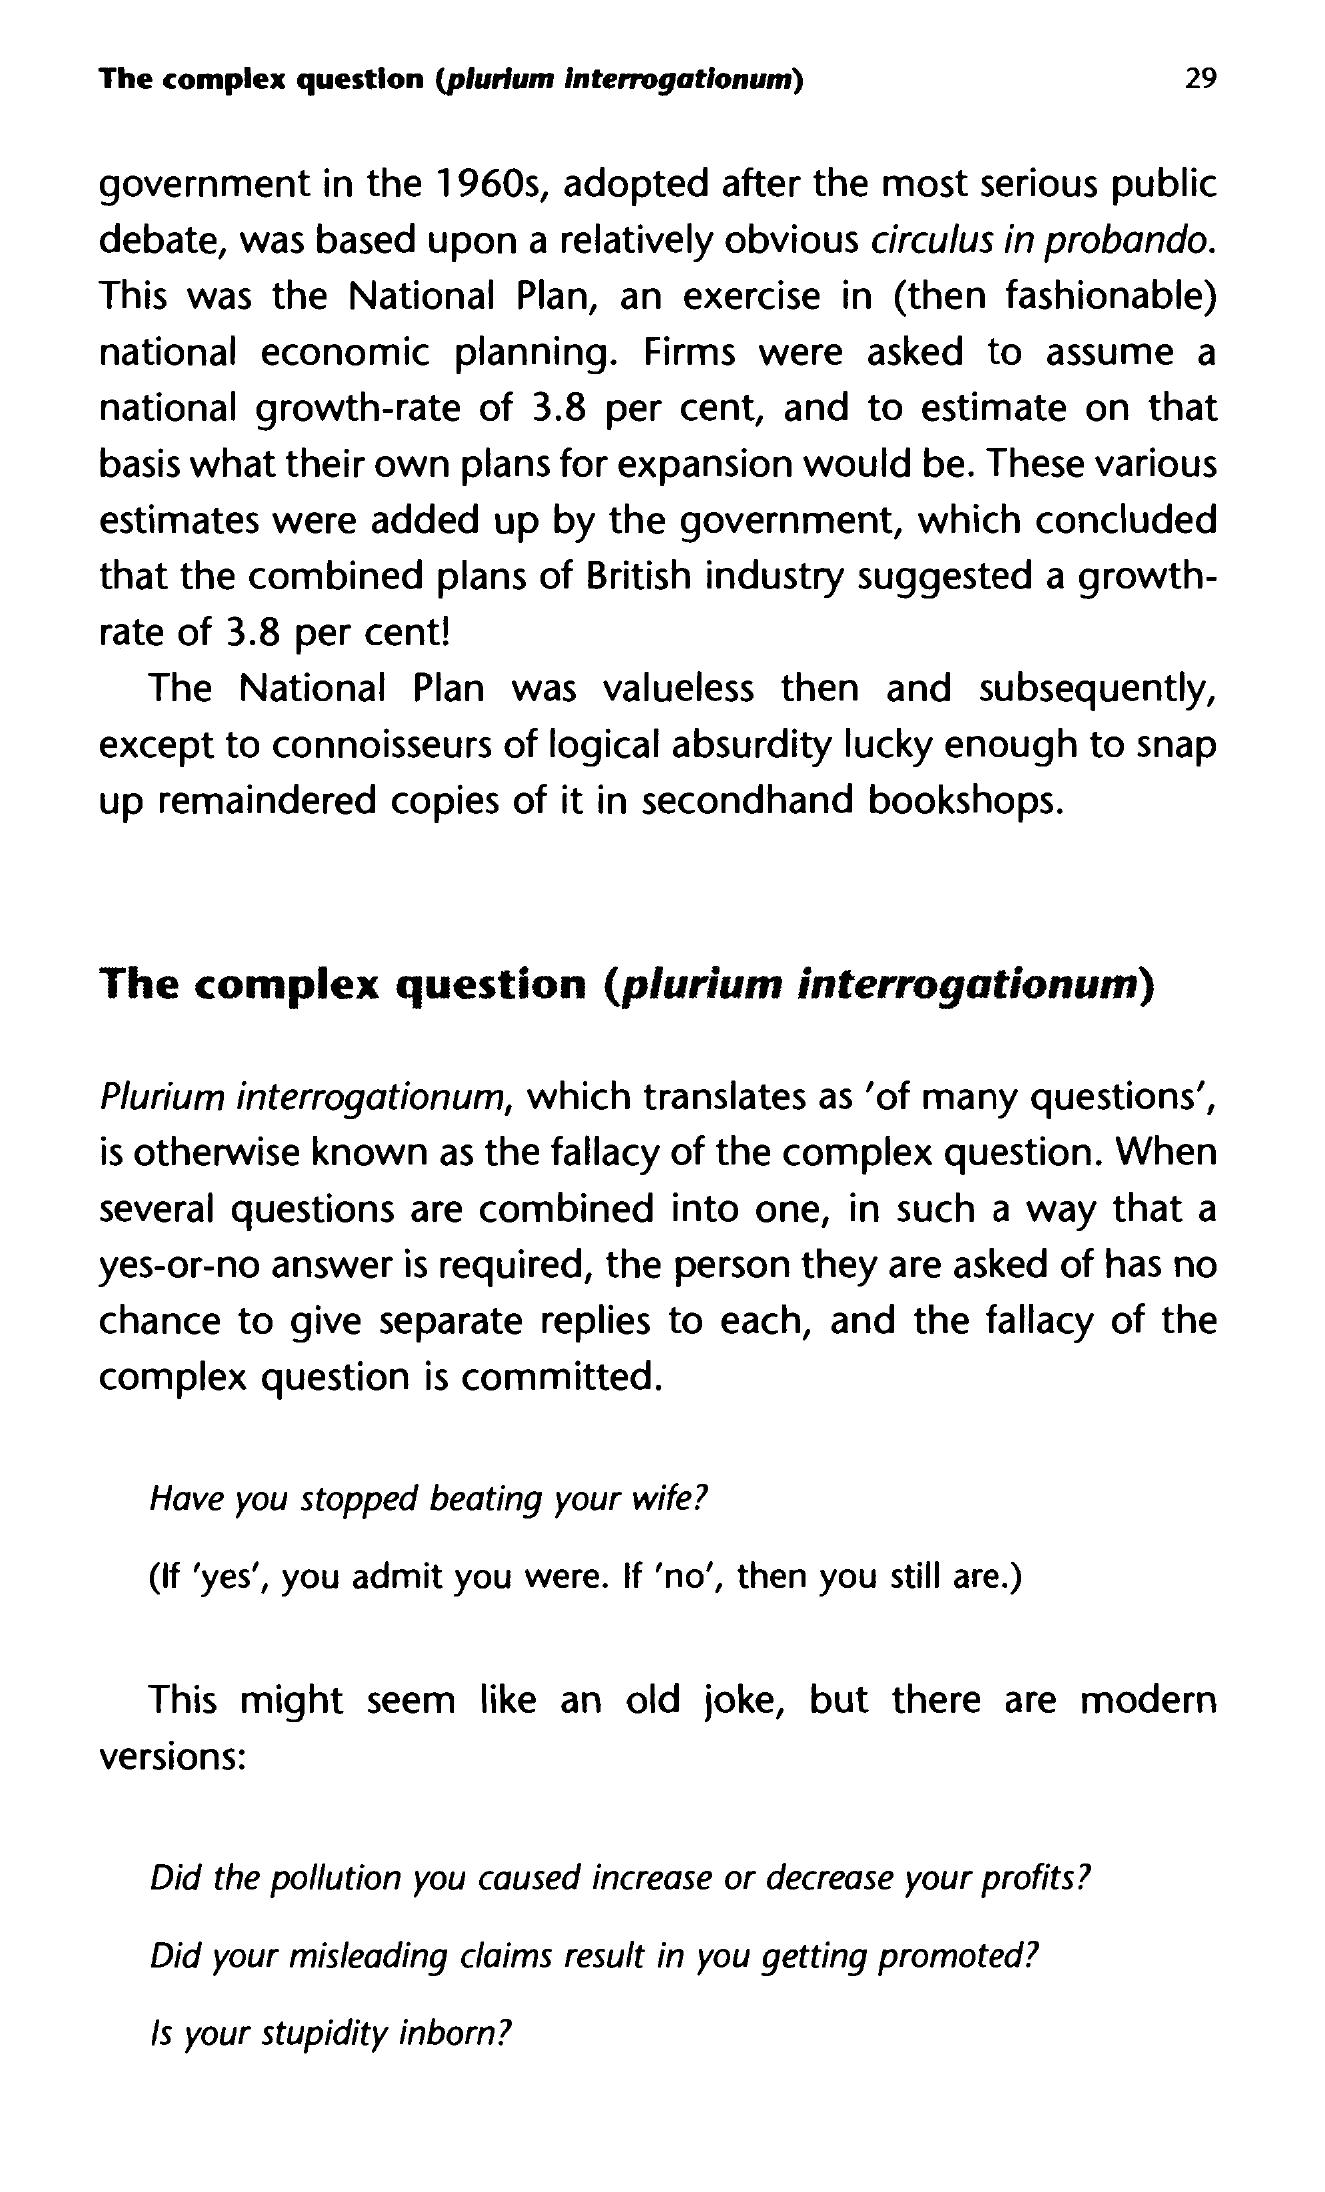 The complex question (plurium interrogationum) 29
government in the 1960s, adopted after the most serious public
debate, was based upon a relatively obvious circulus in probando.
This was the National Plan, an exercise in (then fashionable)
national economic planning. Firms were asked to assume a
national growth-rate of 3.8 per cent, and to estimate on that
basis what their own plans for expansion would be. These various
estimates were added up by the government, which concluded
that the combined plans of British industry suggested a growth-
rate of 3.8 per cent!
The National Plan was valueless then and subsequently,
except to connoisseurs of logical absurdity lucky enough to snap
up remaindered copies of it in secondhand bookshops.
The complex question (plurium interrogationum)
Plurium interrogationum, which translates as 'of many questions',
is otherwise known as the fallacy of the complex question. When
several questions are combined into one, in such a way that a
yes-or-no answer is required, the person they are asked of has no
chance to give separate replies to each, and the fallacy of the
complex question is committed.
Have you stopped beating your wife?
(If 'yes', you admit you were. If 'no', then you still are.)
This might seem like an old joke, but there are modern
versions:
Did the pollution you caused increase or decrease your profits?
Did your misleading claims result in you getting promoted?
Is your stupidity inborn?